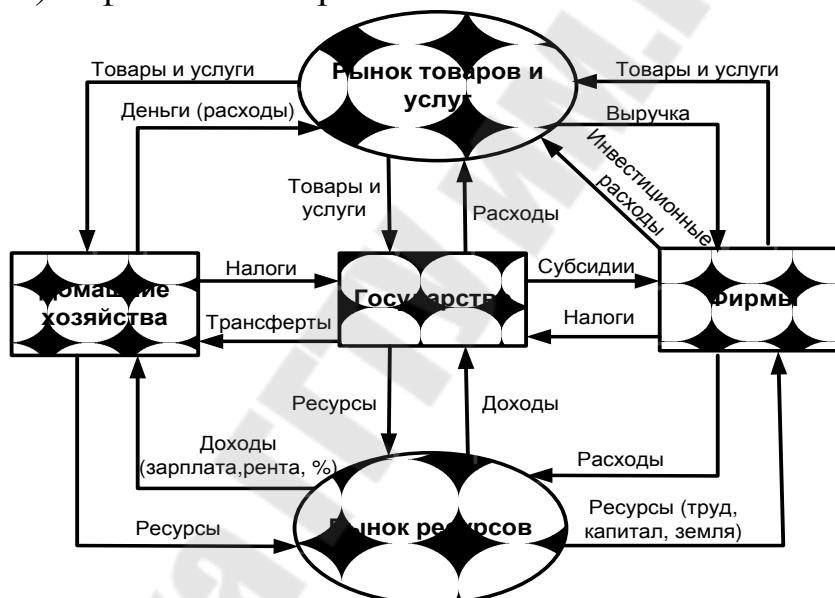 Рынок товаров и
услуг
Товары и услуги
Товары и услуги
Деньги (расходы)
Выручка
Инвестиционные
расходы
Товары и
услуги
Расходы
Домашние
хозяйства
Налоги
Трансферты
Государство
Субсидии
Налоги
Фирмы
Ресурсы
Доходы
Доходы
(зарплата,рента, %)
Расходы
Ресурсы
Рынок ресурсов
Ресурсы (труд,
капитал, земля)